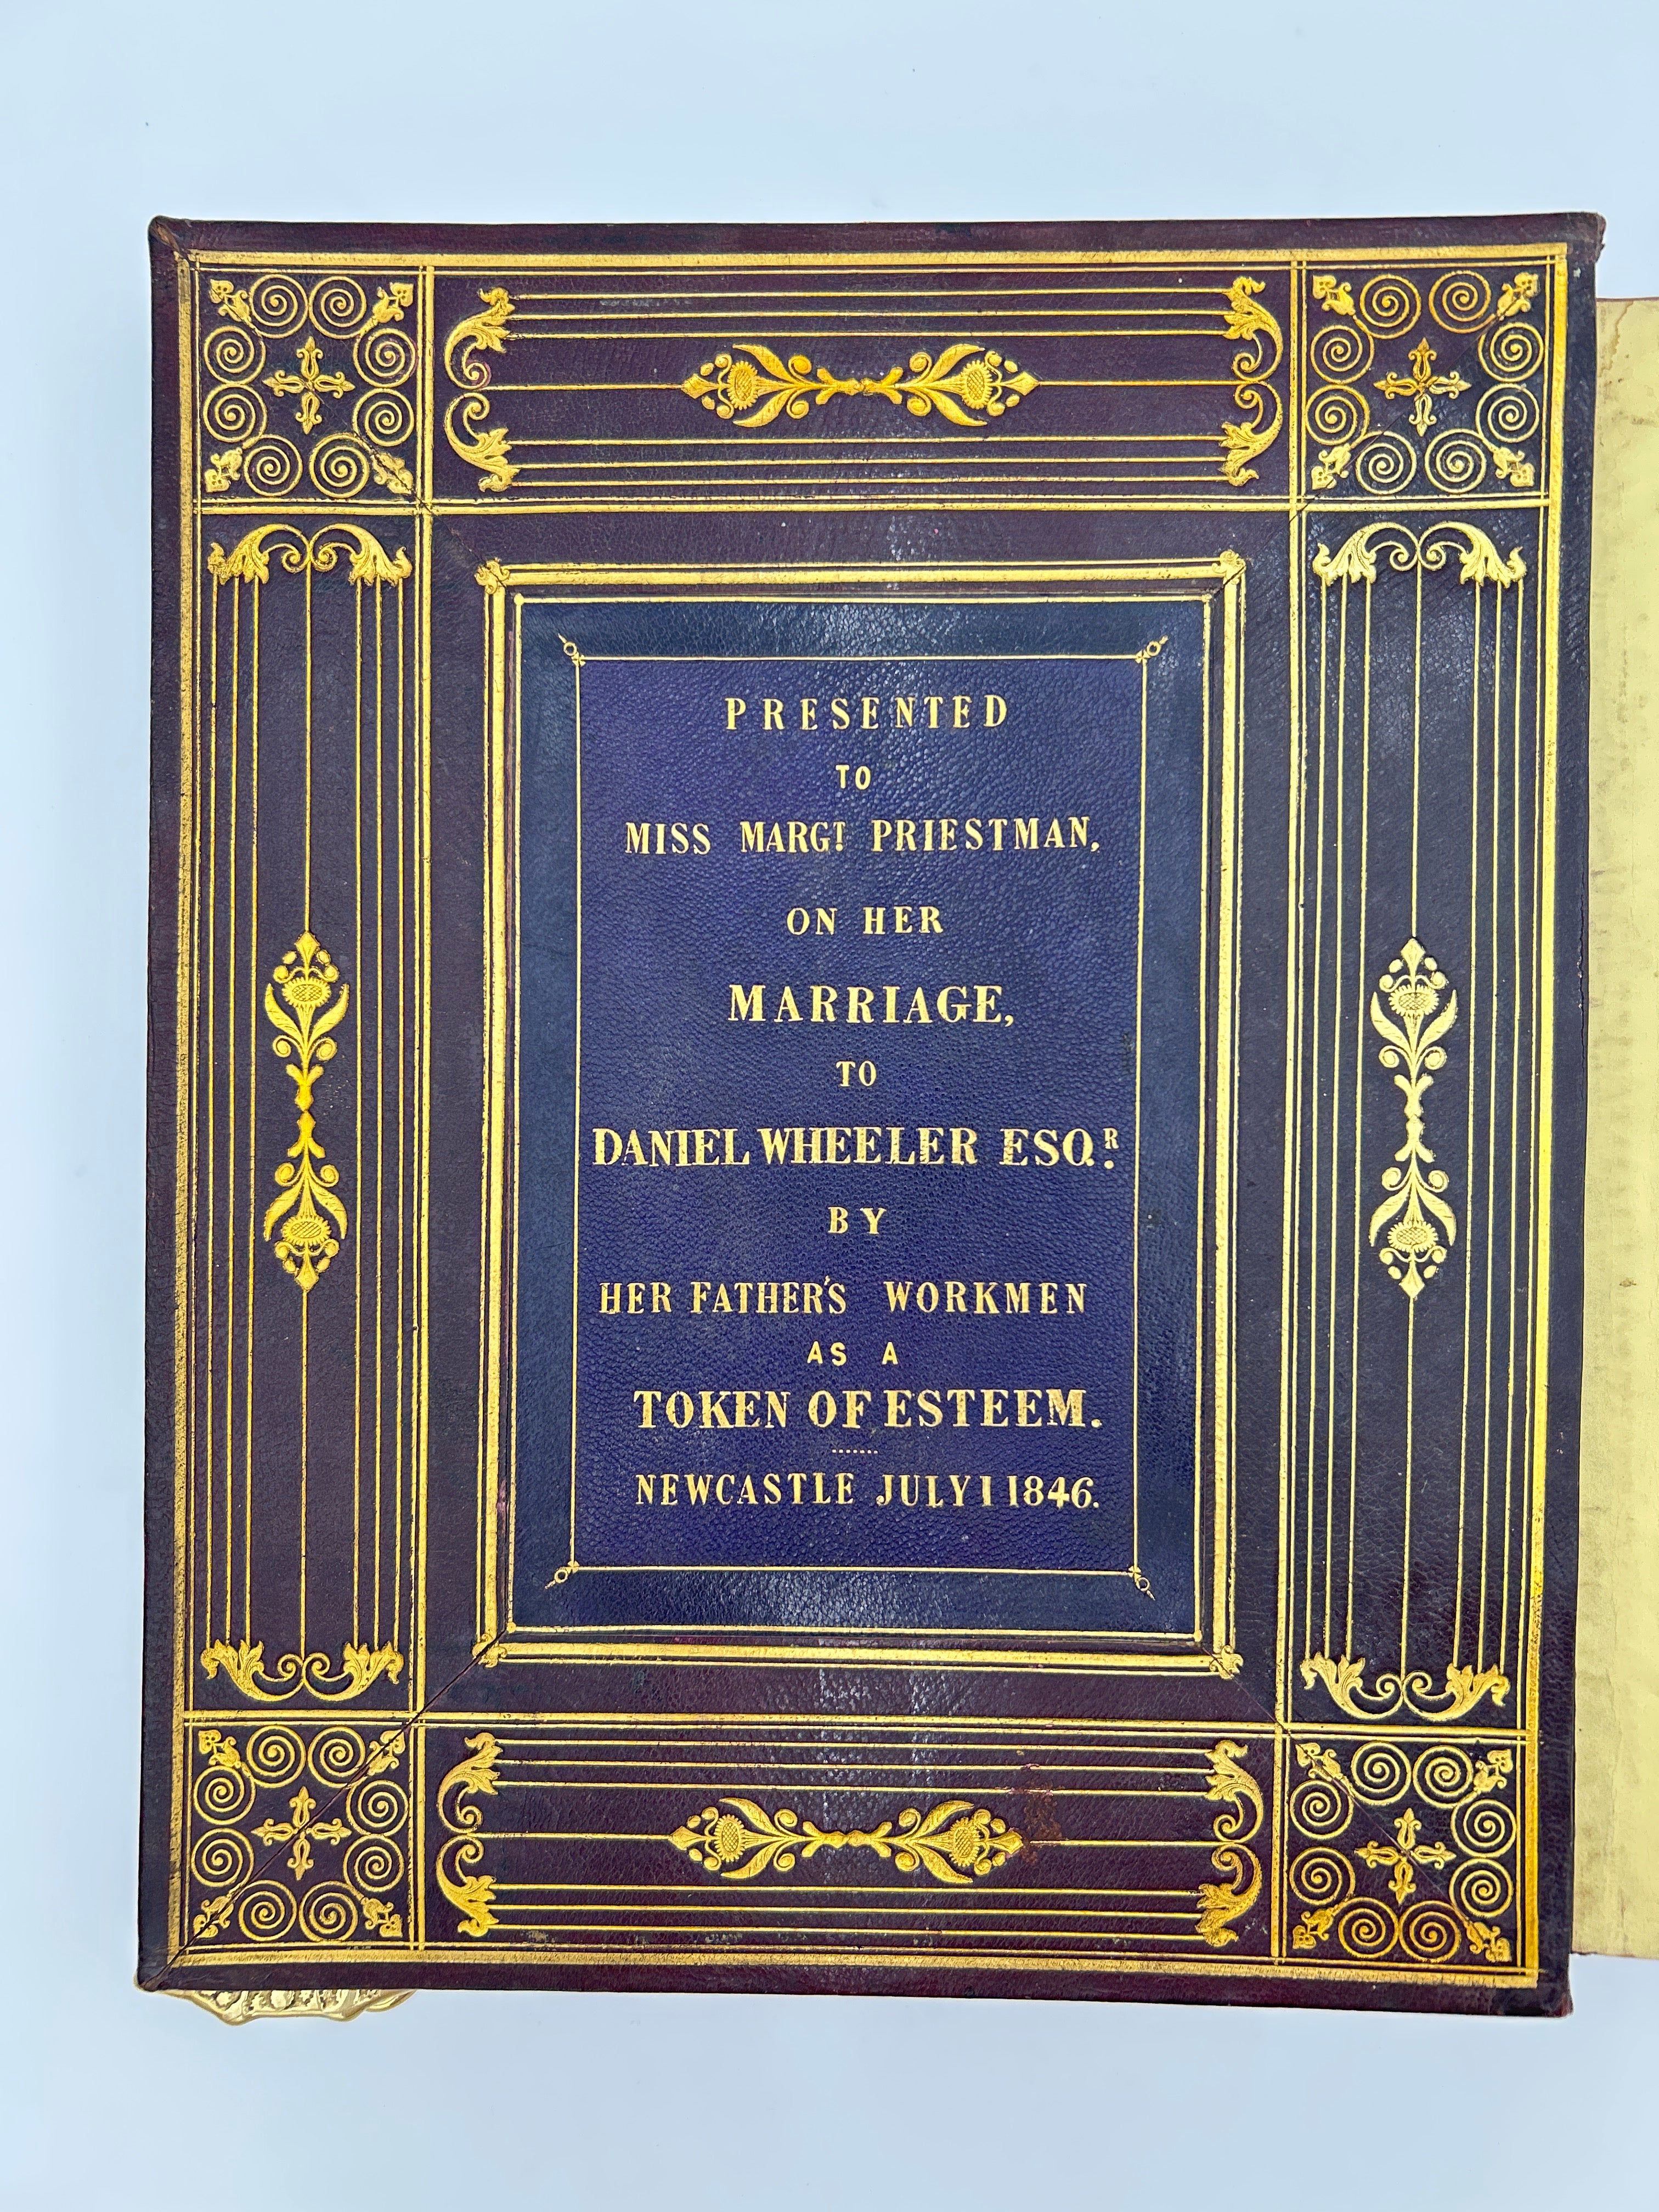 PRESENTED
TO
MISS MARGT. PRIESTMAN,
ON HER
MARRIAGE,
TO
DANIEL WHEELER ESQ.R
BY
HER FATHER'S WORKMEN
AS A
TOKEN OF ESTEEM.
NEWCASTLE JULY 1 1846.